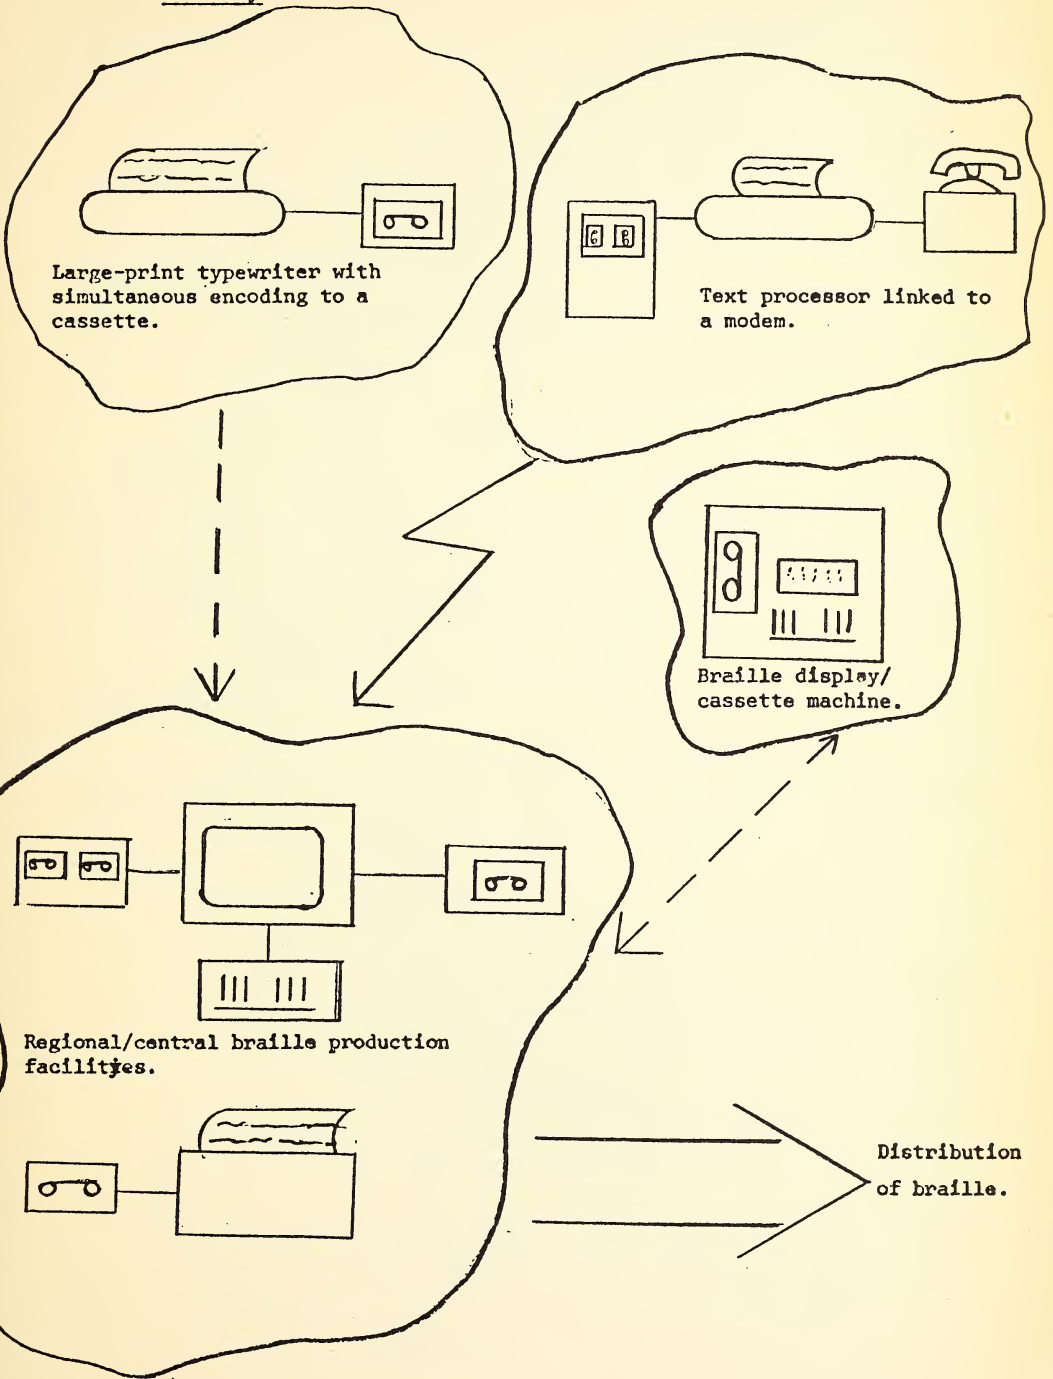 Large-print typewriter with
simultaneous encoding to a
cassette.
Text processor linked to
a modem.
Braille display/
cassette machine.
Regional/central braille production
facilities.
Distribution
of braille.